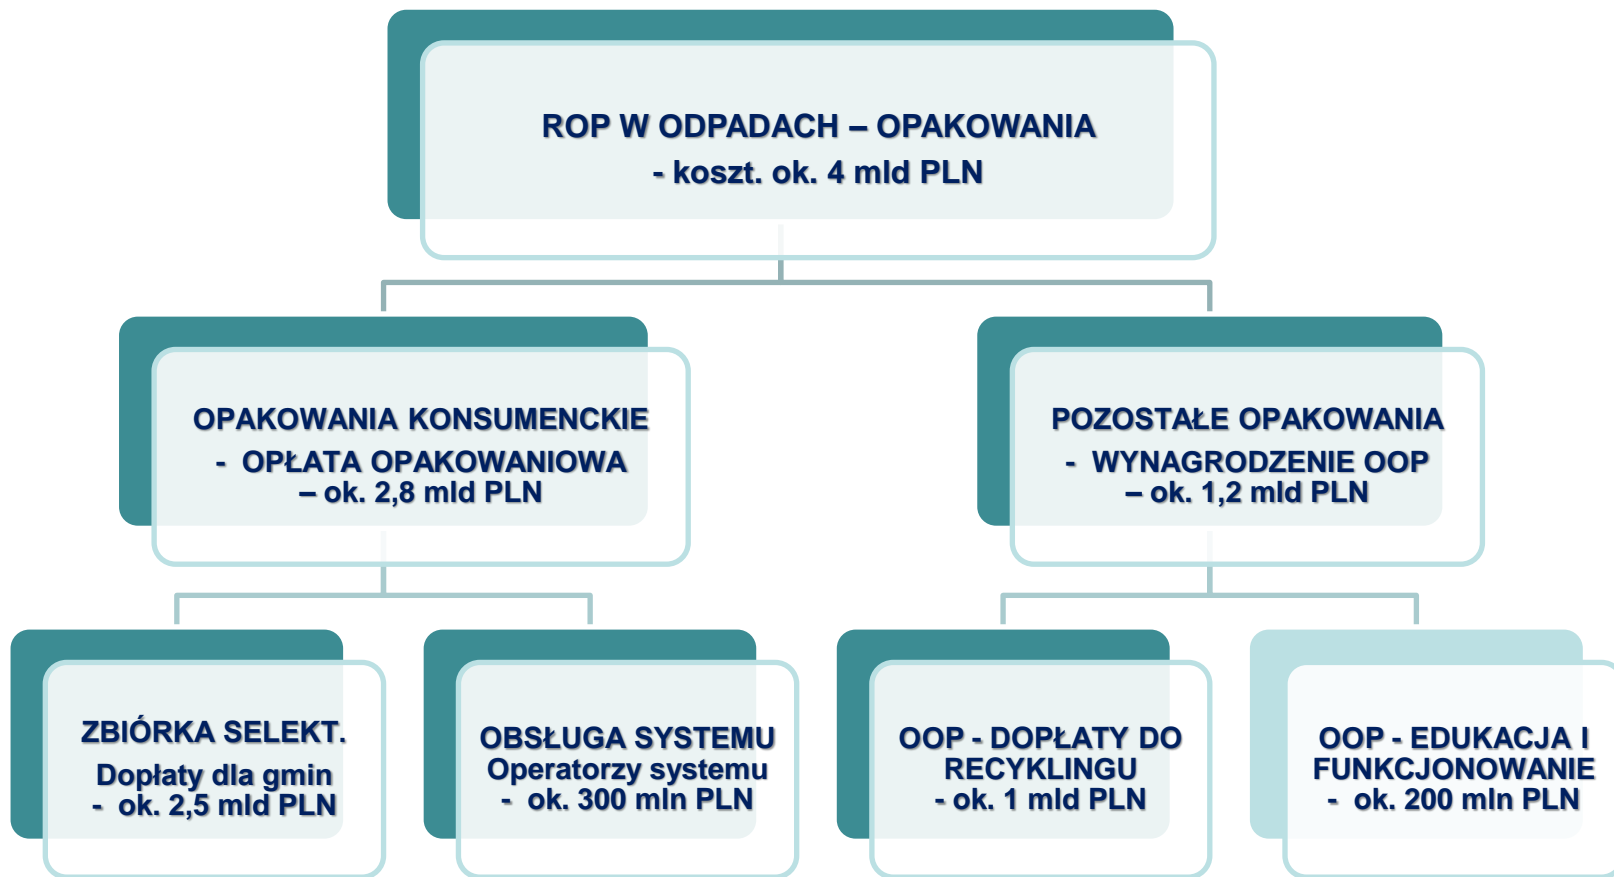 ROP W ODPADACH – OPAKOWANIA
- koszt. ok. 4 mld PLN
OPAKOWANIA KONSUMENCKIE
- OPŁATA OPAKOWANIOWA
– ok. 2,8 mld PLN
POZOSTAŁE OPAKOWANIA
- WYNAGRODZENIE OOP
– ok. 1,2 mld PLN
ZBIÓRKA SELEKT.
Dopłaty dla gmin
- ok. 2,5 mld PLN
OBSŁUGA SYSTEMU
Operatorzy systemu
- ok. 300 mln PLN
OOP - DOPŁATY DO
RECYKLINGU
- ok. 1 mld PLN
OOP - EDUKACJA I
FUNKCJONOWANIE
- ok. 200 mln PLN